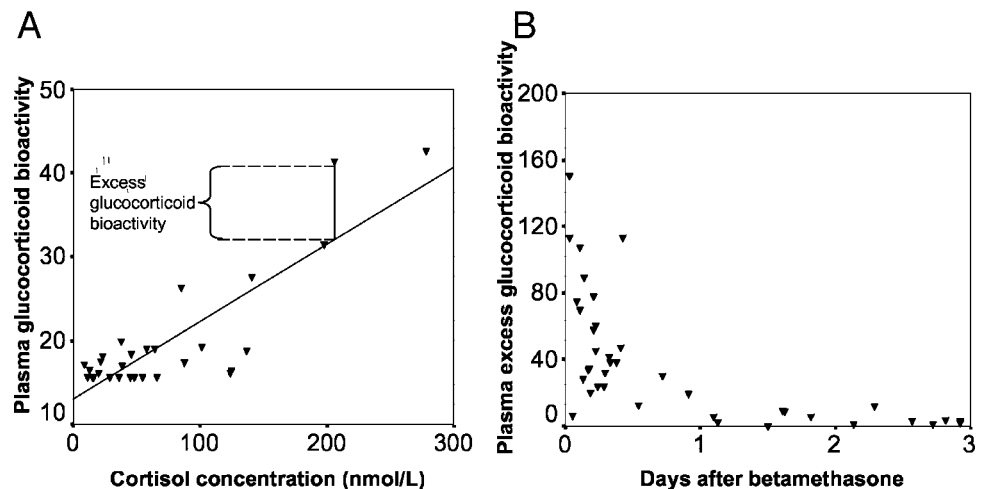 A
Plasma glucocorticoid bioactivity
50
40
30
20
10
Excess
glucocorticoid
bioactivity
0
100
200
300
Cortisol concentration (nmol/L)
B
Plasma excess glucocorticoid bioactivity
200
160
120
80
40
0
0
1
2
3
Days after betamethasone